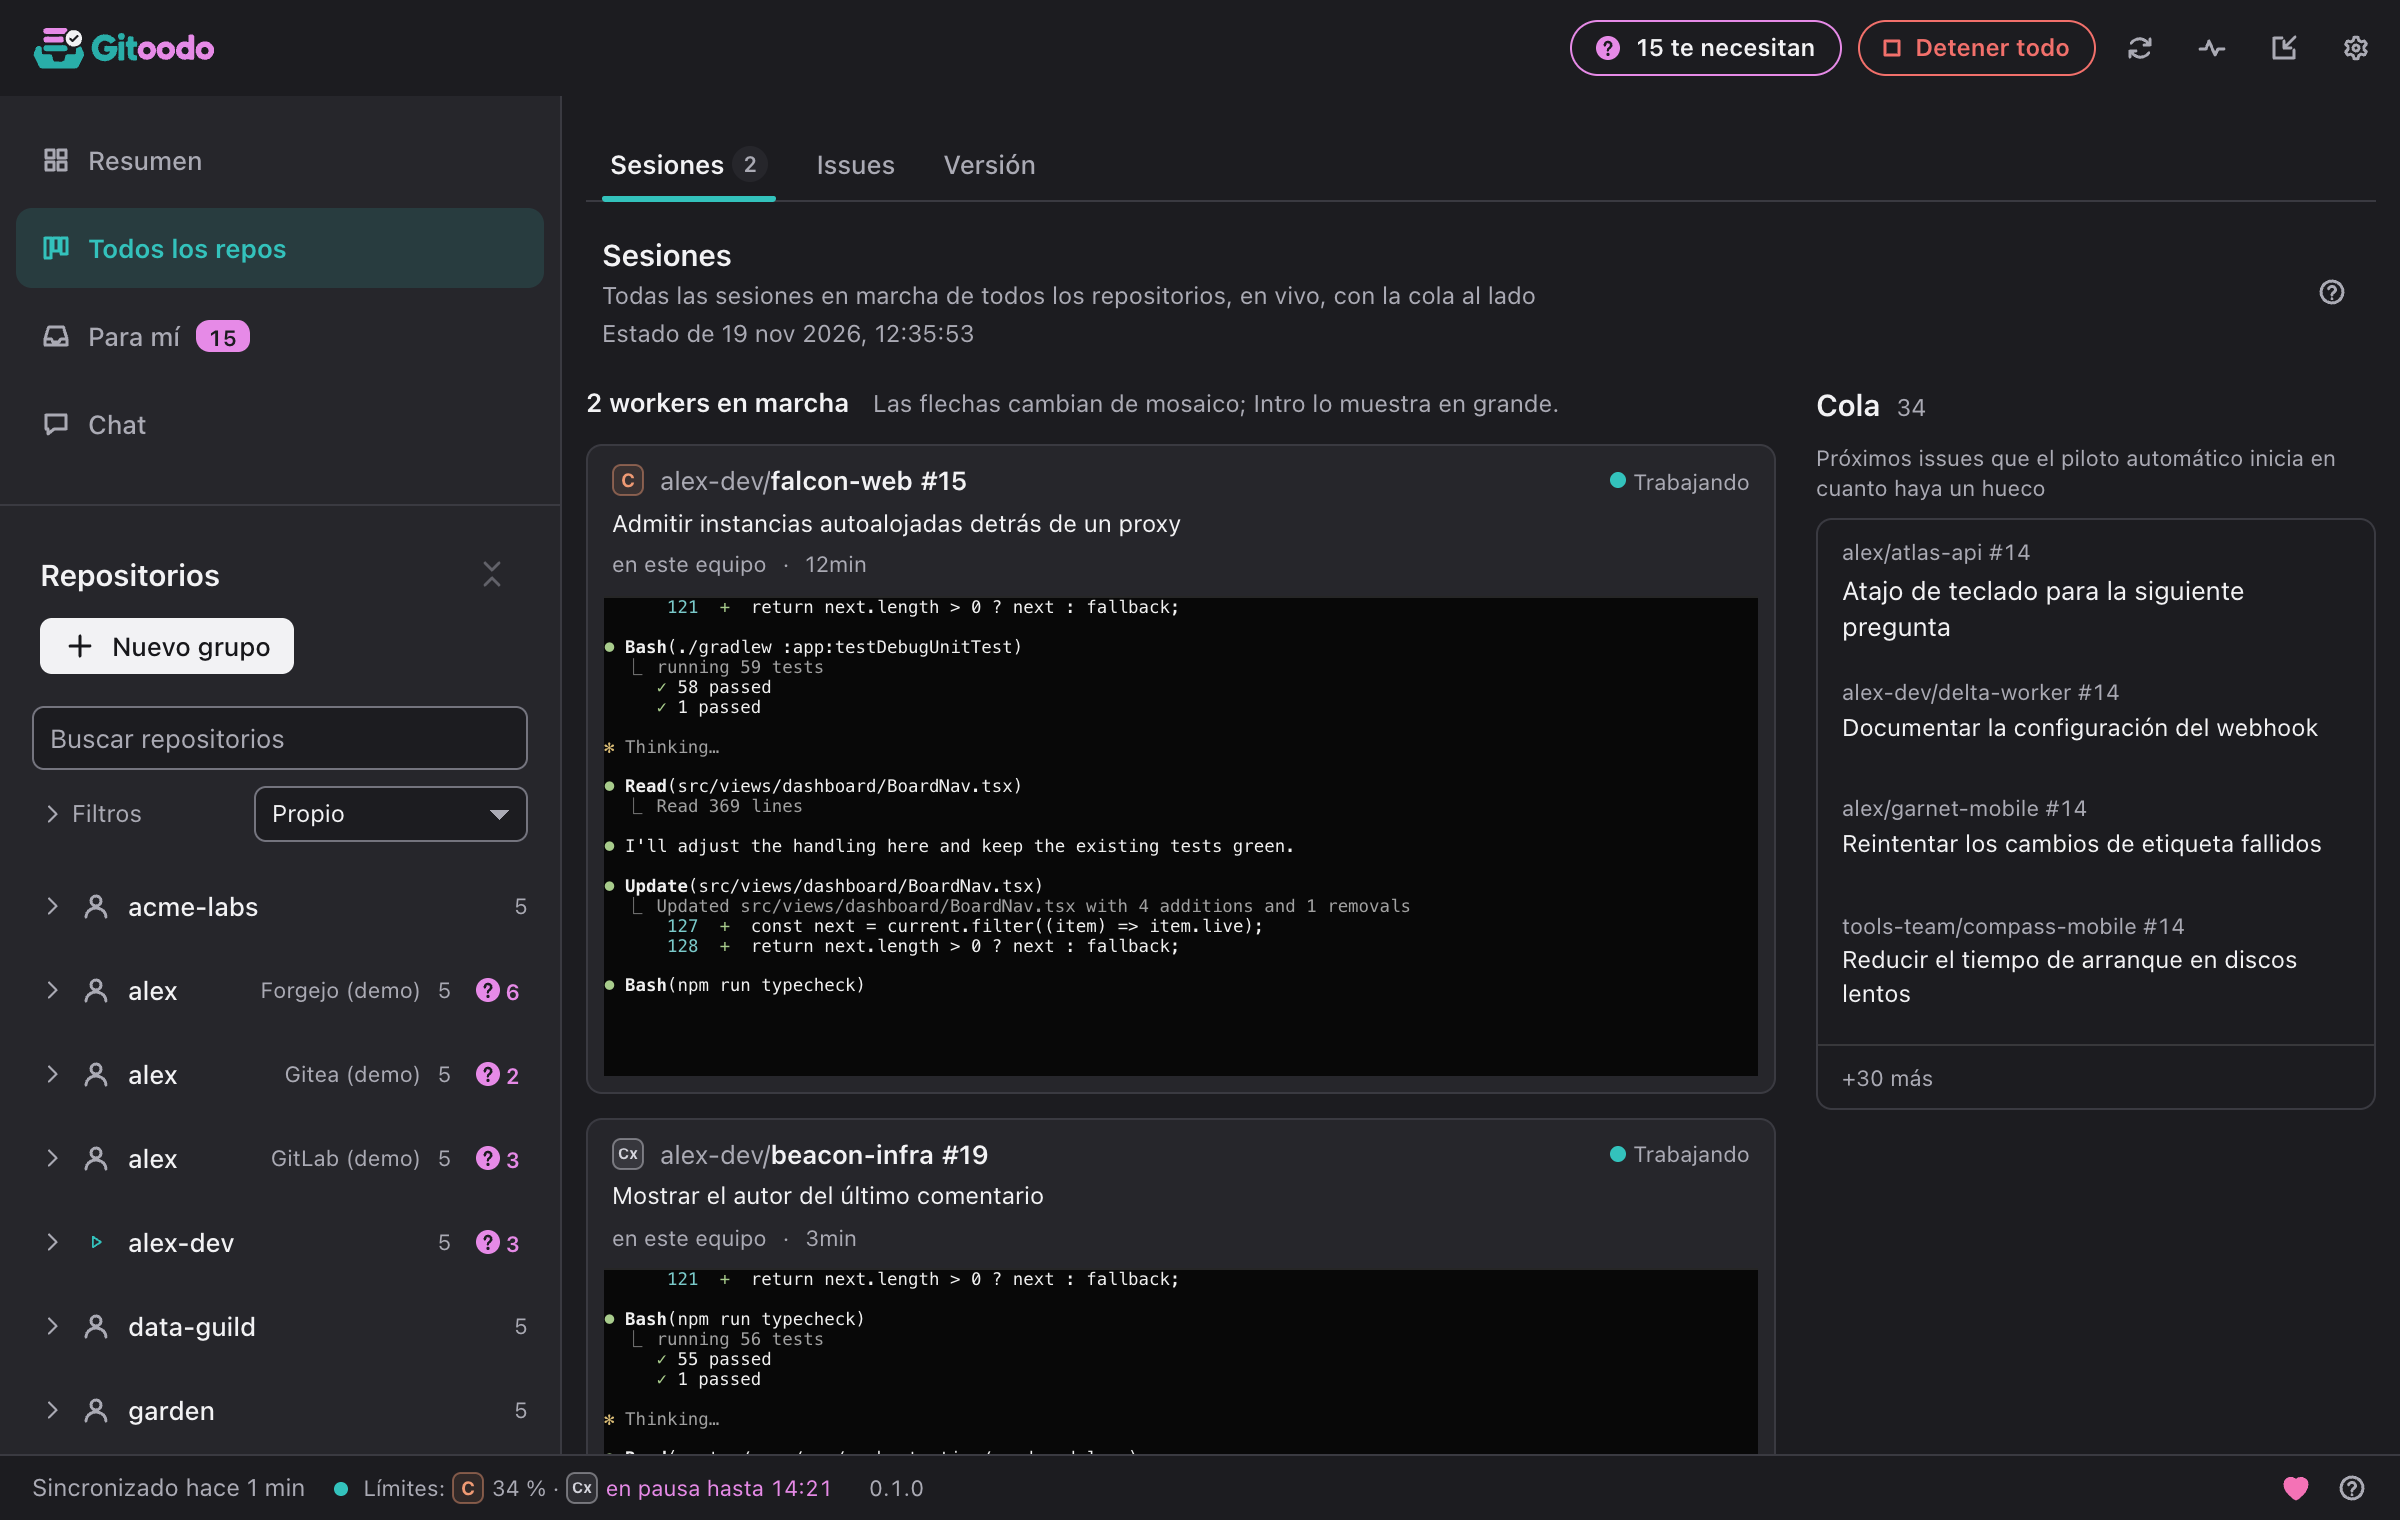 Gitoodo
15 te necesitan
Detener todo
Resumen
Todos los repos
Para mí 15
Chat
Repositorios
Nuevo grupo
Buscar repositorios
Filtros
Propio
acme-labs 5
alex Forgejo (demo) 5 ? 6
alex Gitea (demo) 5 ? 2
alex GitLab (demo) 5 ? 3
alex-dev 5 ? 3
data-guild 5
garden 5
Sesiones 2
Issues
Versión
Sesiones
Todas las sesiones en marcha de todos los repositorios, en vivo, con la cola al lado
Estado de 19 nov 2026, 12:35:53
2 workers en marcha Las flechas cambian de mosaico; Intro lo muestra en grande.
C alex-dev/falcon-web #15 Trabajando
Admitir instancias autoalojadas detrás de un proxy
en este equipo · 12min
121 + return next.length > 0 ? next : fallback;
● Bash(./gradlew :app:testDebugUnitTest)
⎿ running 59 tests
✓ 58 passed
✓ 1 passed
✻ Thinking…
● Read(src/views/dashboard/BoardNav.tsx)
⎿ Read 369 lines
● I'll adjust the handling here and keep the existing tests green.
● Update(src/views/dashboard/BoardNav.tsx)
⎿ Updated src/views/dashboard/BoardNav.tsx with 4 additions and 1 removals
127 + const next = current.filter((item) => item.live);
128 + return next.length > 0 ? next : fallback;
● Bash(npm run typecheck)
Cx alex-dev/beacon-infra #19 Trabajando
Mostrar el autor del último comentario
en este equipo · 3min
121 + return next.length > 0 ? next : fallback;
● Bash(npm run typecheck)
⎿ running 56 tests
✓ 55 passed
✓ 1 passed
✻ Thinking…
Cola 34
Próximos issues que el piloto automático inicia en
cuanto haya un hueco
alex/atlas-api #14
Atajo de teclado para la siguiente
pregunta
alex-dev/delta-worker #14
Documentar la configuración del webhook
alex/garnet-mobile #14
Reintentar los cambios de etiqueta fallidos
tools-team/compass-mobile #14
Reducir el tiempo de arranque en discos
lentos
+30 más
Sincronizado hace 1 min
Límites: C 34 % · Cx en pausa hasta 14:21
0.1.0